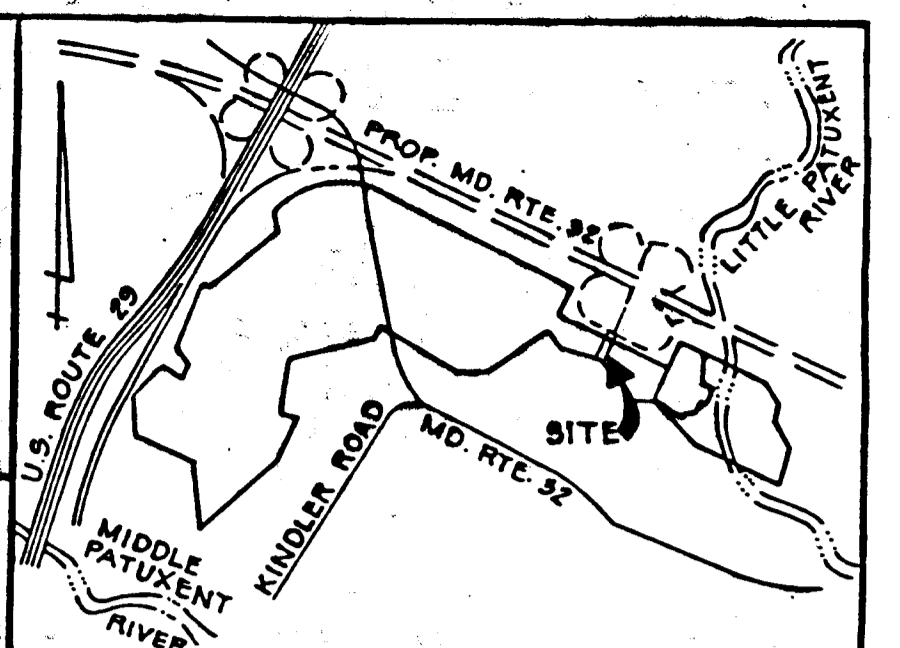 PROP. MD. RTE. 32
LITTLE PATUXENT
RIVER
U.S. ROUTE 29
SITE
KINDLER ROAD
MD. RTE. 32
MIDDLE
PATUXENT
RIVER